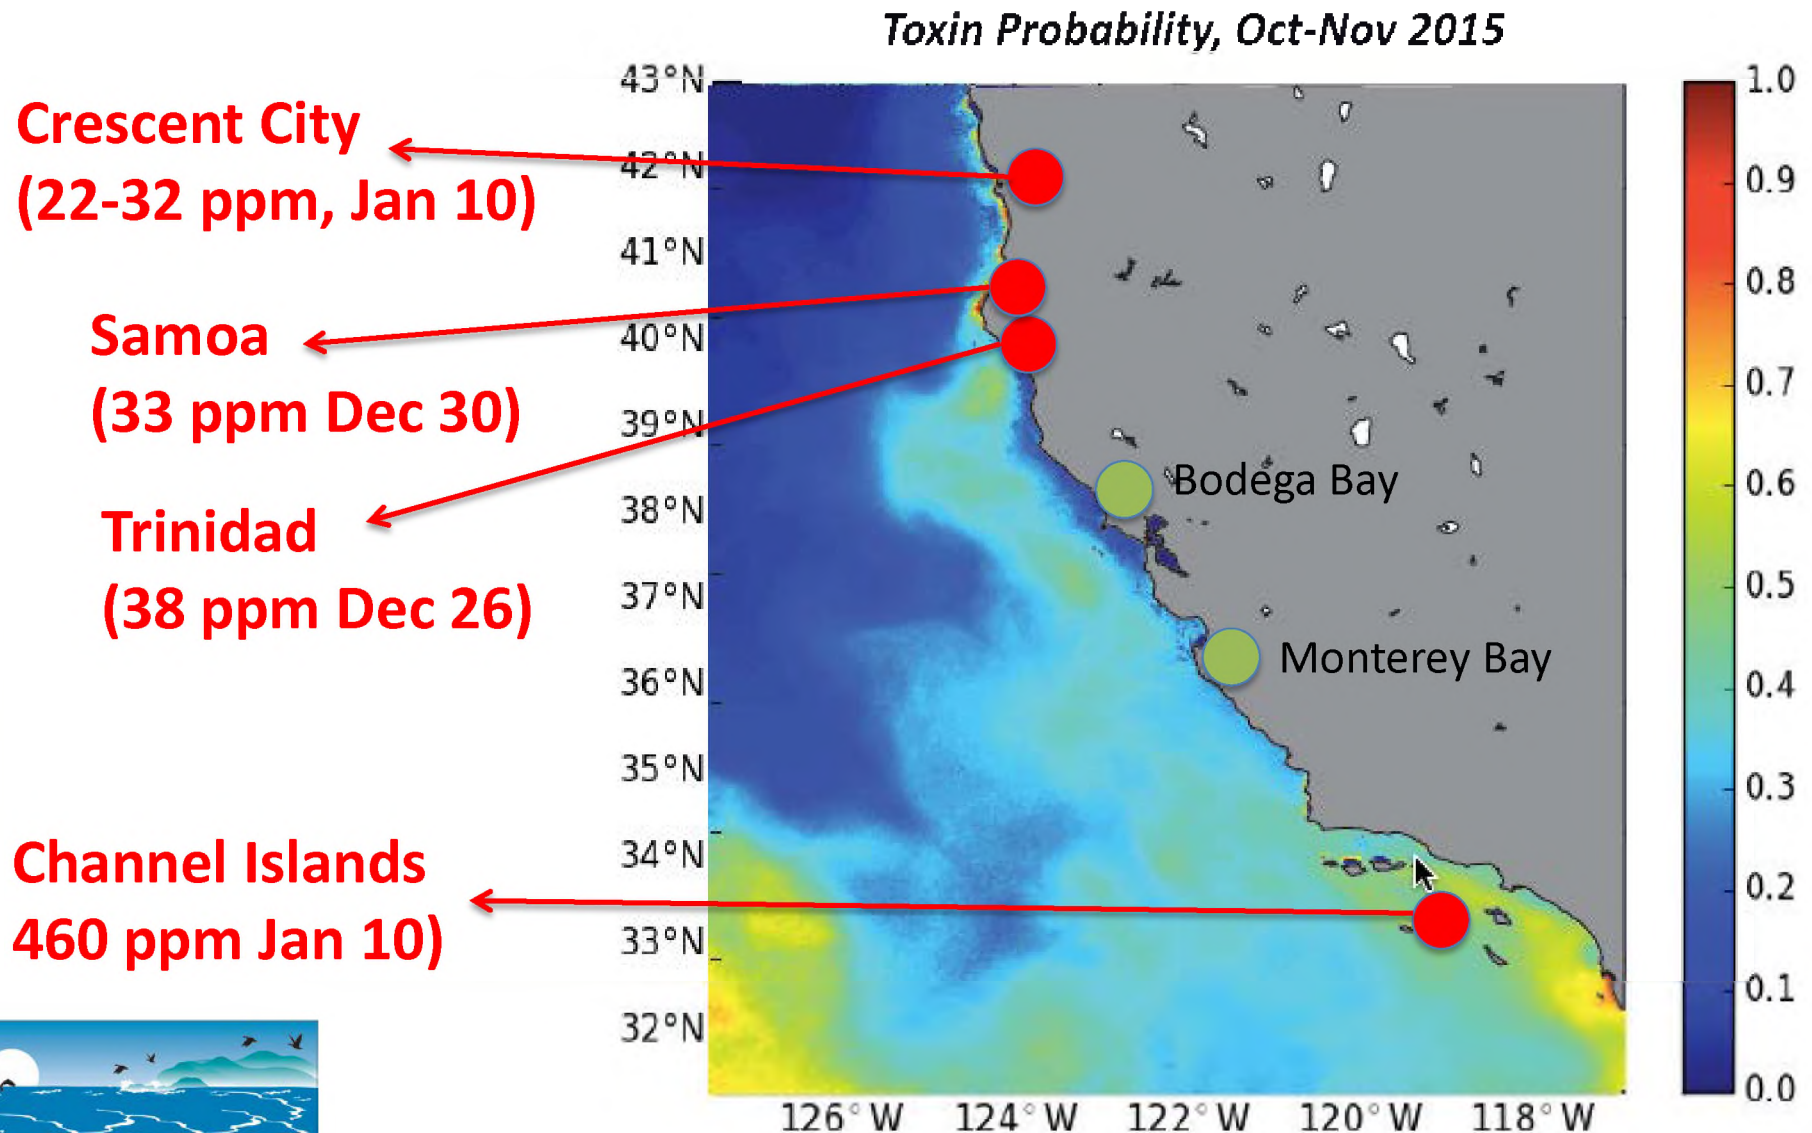 Toxin Probability, Oct-Nov 2015
Crescent City
(22-32 ppm, Jan 10)
Samoa
(33 ppm Dec 30)
Trinidad
(38 ppm Dec 26)
Channel Islands
460 ppm Jan 10)
43°N
42°N
41°N
40°N
39°N
38°N
37°N
36°N
35°N
34°N
33°N
32°N
Bodega Bay
Monterey Bay
126°W 124°W 122°W 120°W 118°W
1.0
0.9
0.8
0.7
0.6
0.5
0.4
0.3
0.2
0.1
0.0